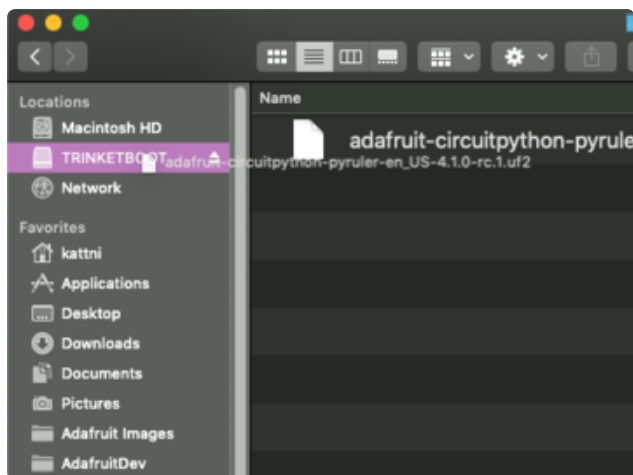 Locations
Macintosh HD
TRINKETBOOT
Network
Favorites
kattni
Applications
Desktop
Downloads
Documents
Pictures
Adafruit Images
AdafruitDev
Name
adafruit-circuitpython-pyrule
adafruit-circuitpython-pyruler-en_US-4.1.0-rc.1.uf2